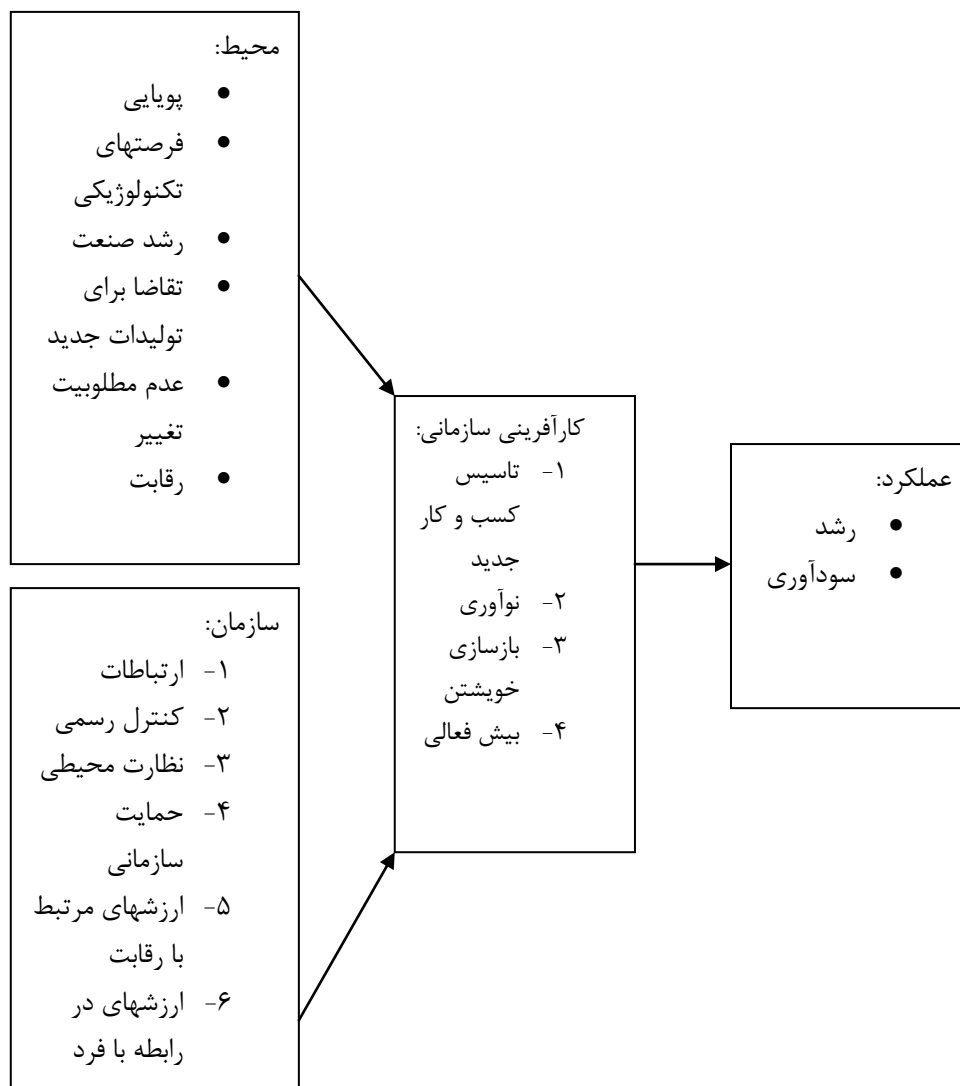 محیط:
● پویایی
● فرصتهای
تکنولوژیکی
● رشد صنعت
● تقاضا برای
تولیدات جدید
● عدم مطلوبیت
تغییر
● رقابت
سازمان:
۱- ارتباطات
۲- کنترل رسمی
۳- نظارت محیطی
۴- حمایت
سازمانی
۵- ارزشهای مرتبط
با رقابت
۶- ارزشهای در
رابطه با فرد
کارآفرینی سازمانی:
۱- تاسیس
کسب و کار
جدید
۲- نوآوری
۳- بازسازی
خویشتن
۴- بیش فعالی
عملکرد:
● رشد
● سودآوری